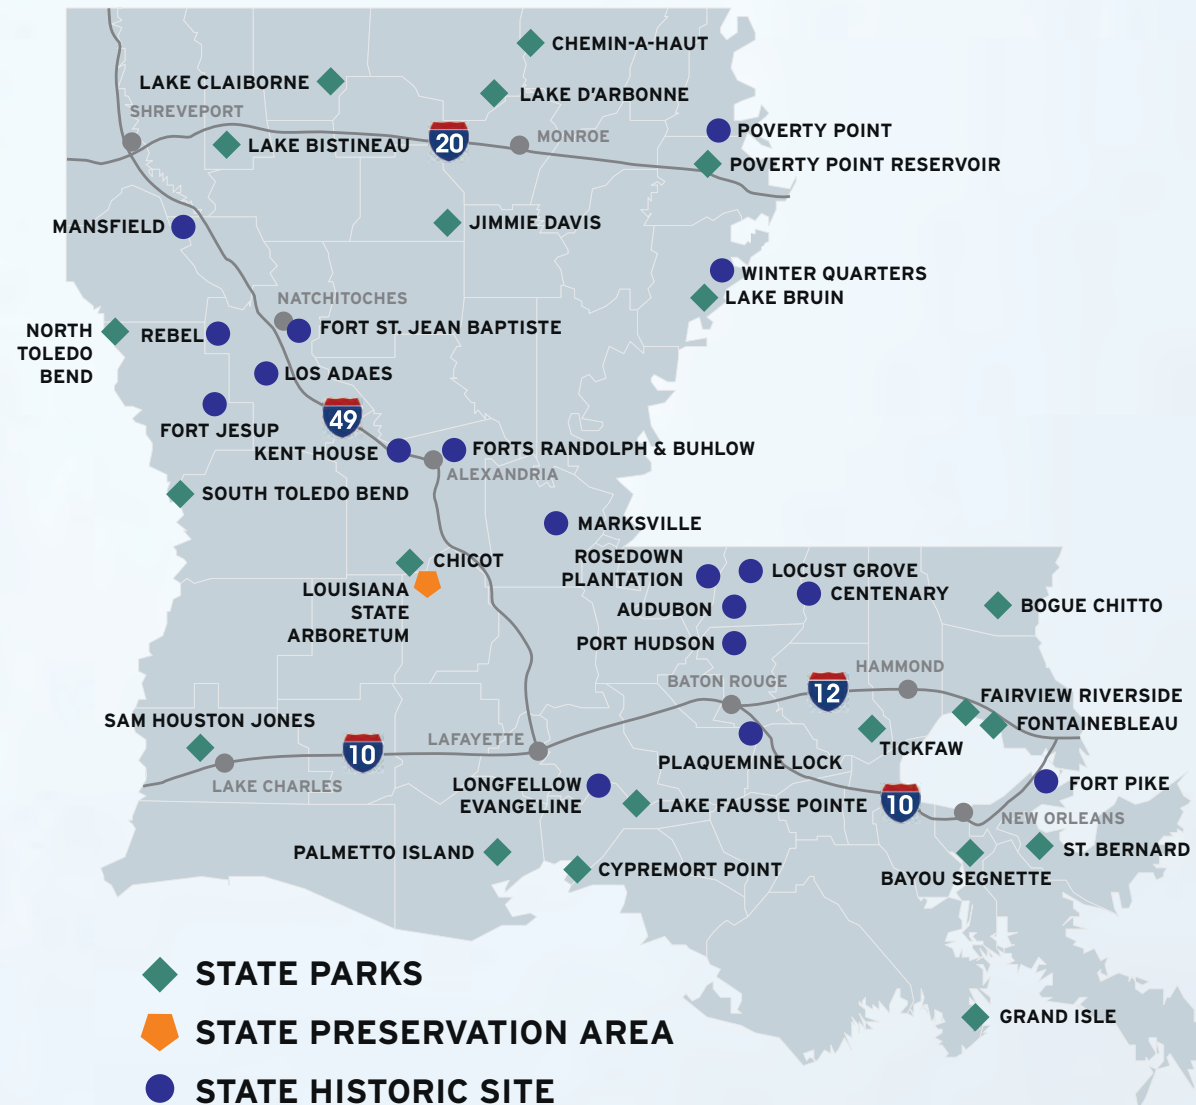 CHEMIN-A-HAUT
LAKE CLAIBORNE
LAKE D'ARBONNE
SHREVEPORT
POVERTY POINT
MONROE
20
LAKE BISTINEAU
POVERTY POINT RESERVOIR
MANSFIELD
JIMMIE DAVIS
WINTER QUARTERS
LAKE BRUIN
NATCHITOCHES
FORT ST. JEAN BAPTISTE
NORTH
TOLEDO
BEND
REBEL
LOS ADAES
49
FORT JESUP
KENT HOUSE
FORTS RANDOLPH & BUHLOW
ALEXANDRIA
SOUTH TOLEDO BEND
MARKSVILLE
CHICOT
LOUISIANA
STATE
ARBORETUM
ROSEDOWN
PLANTATION
LOCUST GROVE
CENTENARY
AUDUBON
BOGUE CHITTO
PORT HUDSON
HAMMOND
BATON ROUGE
12
FAIRVIEW RIVERSIDE
FONTAINEBLEAU
SAM HOUSTON JONES
LAFAYETTE
10
TICKFAW
PLAQUEMINE LOCK
LAKE CHARLES
LONGFELLOW
EVANGELINE
FORT PIKE
LAKE FAUSSE POINTE
10
NEW ORLEANS
PALMETTO ISLAND
ST. BERNARD
CYPREMORT POINT
BAYOU SEGNETTE
STATE PARKS
GRAND ISLE
STATE PRESERVATION AREA
STATE HISTORIC SITE